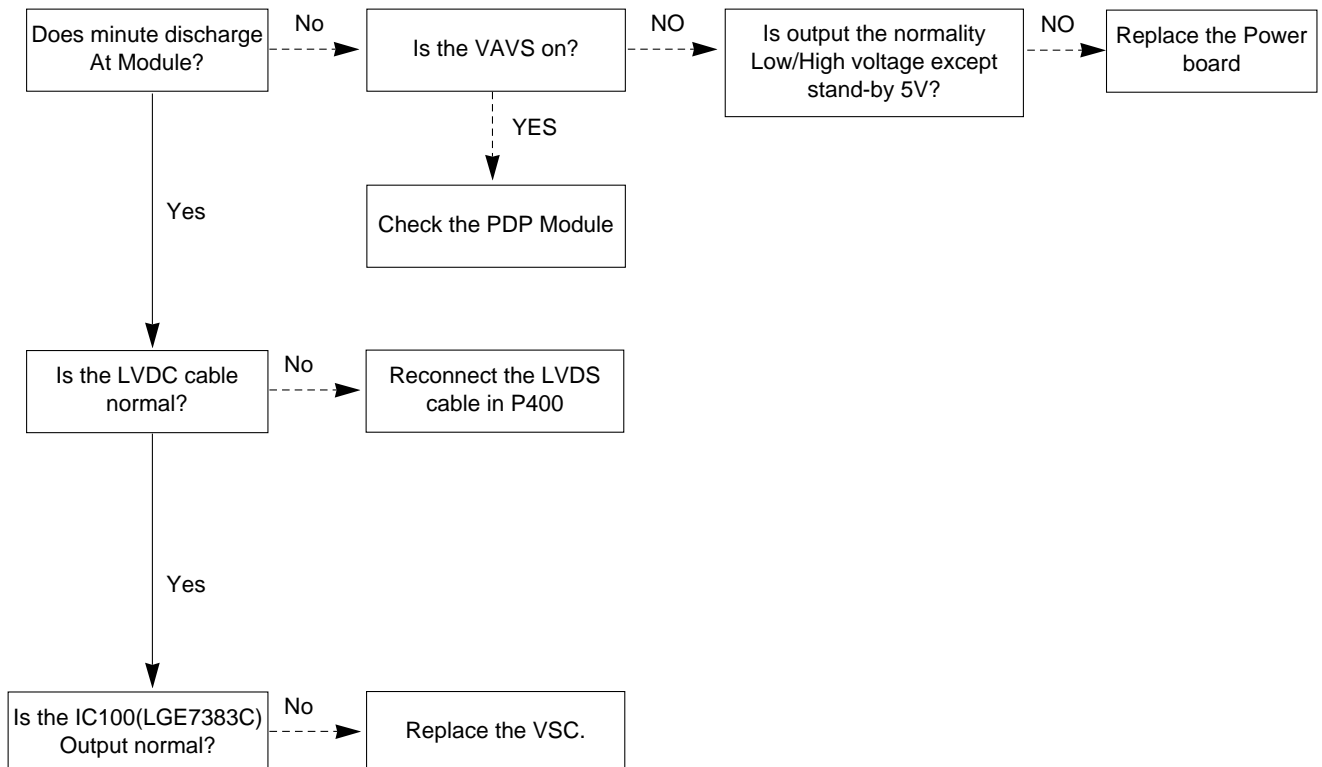 Does minute discharge
At Module?
No
Is the VAVS on?
NO
Is output the normality
Low/High voltage except
stand-by 5V?
NO
Replace the Power
board
YES
Check the PDP Module
Yes
Is the LVDC cable
normal?
No
Reconnect the LVDS
cable in P400
Yes
Is the IC100(LGE7383C)
Output normal?
No
Replace the VSC.